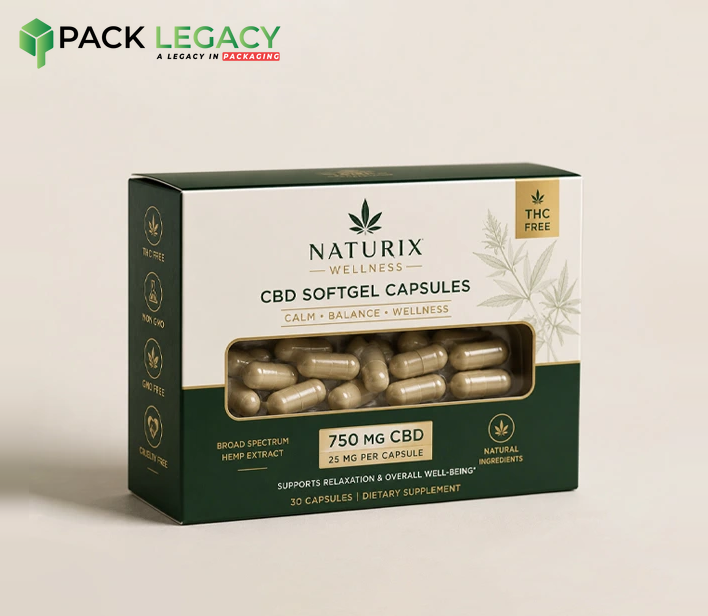 PACK LEGACY
A LEGACY IN PACKAGING
THC
FREE
NATURIX
WELLNESS
CBD SOFTGEL CAPSULES
CALM • BALANCE • WELLNESS
THC FREE
NON GMO
GMO FREE
CRUELTY FREE
BROAD SPECTRUM
HEMP EXTRACT
750 MG CBD
25 MG PER CAPSULE
NATURAL
INGREDIENTS
SUPPORTS RELAXATION & OVERALL WELL-BEING*
30 CAPSULES | DIETARY SUPPLEMENT